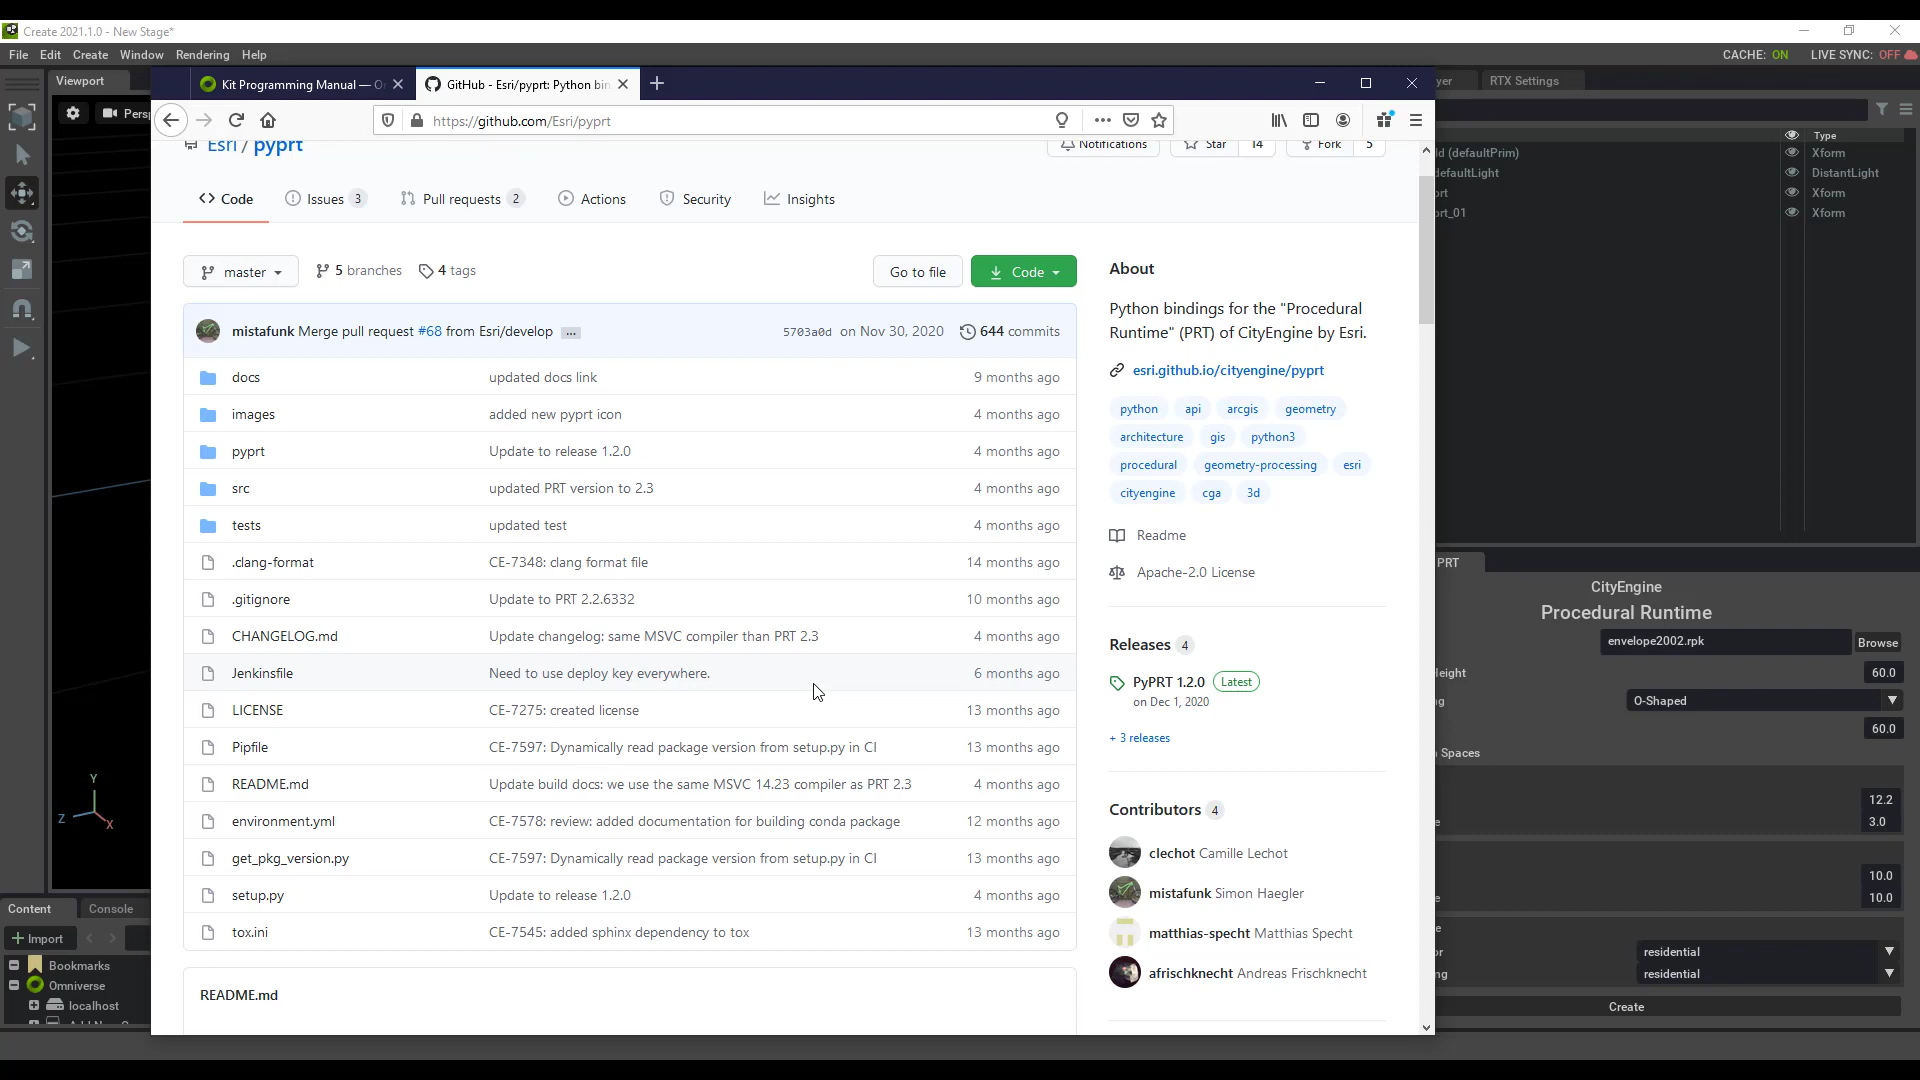 Create 2021.1.0 - New Stage*
File Edit Create Window Rendering Help
CACHE: ON LIVE SYNC: OFF
Viewport
Kit Programming Manual — O
GitHub - Esri/pyprt: Python bin
yer
RTX Settings
Persp
https://github.com/Esri/pyprt
Type
Esri / pyprt
Notifications
Star 14
Fork 5
ld (defaultPrim) Xform
defaultLight DistantLight
ort Xform
ort_01 Xform
Code
Issues 3
Pull requests 2
Actions
Security
Insights
master
5 branches
4 tags
Go to file
Code
mistafunk Merge pull request #68 from Esri/develop ...
5703a0d on Nov 30, 2020 644 commits
docs updated docs link 9 months ago
images added new pyprt icon 4 months ago
pyprt Update to release 1.2.0 4 months ago
src updated PRT version to 2.3 4 months ago
tests updated test 4 months ago
.clang-format CE-7348: clang format file 14 months ago
.gitignore Update to PRT 2.2.6332 10 months ago
CHANGELOG.md Update changelog: same MSVC compiler than PRT 2.3 4 months ago
Jenkinsfile Need to use deploy key everywhere. 6 months ago
LICENSE CE-7275: created license 13 months ago
Pipfile CE-7597: Dynamically read package version from setup.py in CI 13 months ago
README.md Update build docs: we use the same MSVC 14.23 compiler as PRT 2.3 4 months ago
environment.yml CE-7578: review: added documentation for building conda package 12 months ago
get_pkg_version.py CE-7597: Dynamically read package version from setup.py in CI 13 months ago
setup.py Update to release 1.2.0 4 months ago
tox.ini CE-7545: added sphinx dependency to tox 13 months ago
README.md
About
Python bindings for the "Procedural
Runtime" (PRT) of CityEngine by Esri.
esri.github.io/cityengine/pyprt
python api arcgis geometry
architecture gis python3
procedural geometry-processing esri
cityengine cga 3d
Readme
Apache-2.0 License
Releases 4
PyPRT 1.2.0 Latest
on Dec 1, 2020
+ 3 releases
Contributors 4
clechot Camille Lechot
mistafunk Simon Haegler
matthias-specht Matthias Specht
afrischknecht Andreas Frischknecht
PRT
CityEngine
Procedural Runtime
envelope2002.rpk Browse
leight 60.0
g O-Shaped
60.0
n Spaces
12.2
e 3.0
10.0
e 10.0
e
or residential
ng residential
Create
Y
Z
X
Content Console
+ Import
Bookmarks
Omniverse
localhost